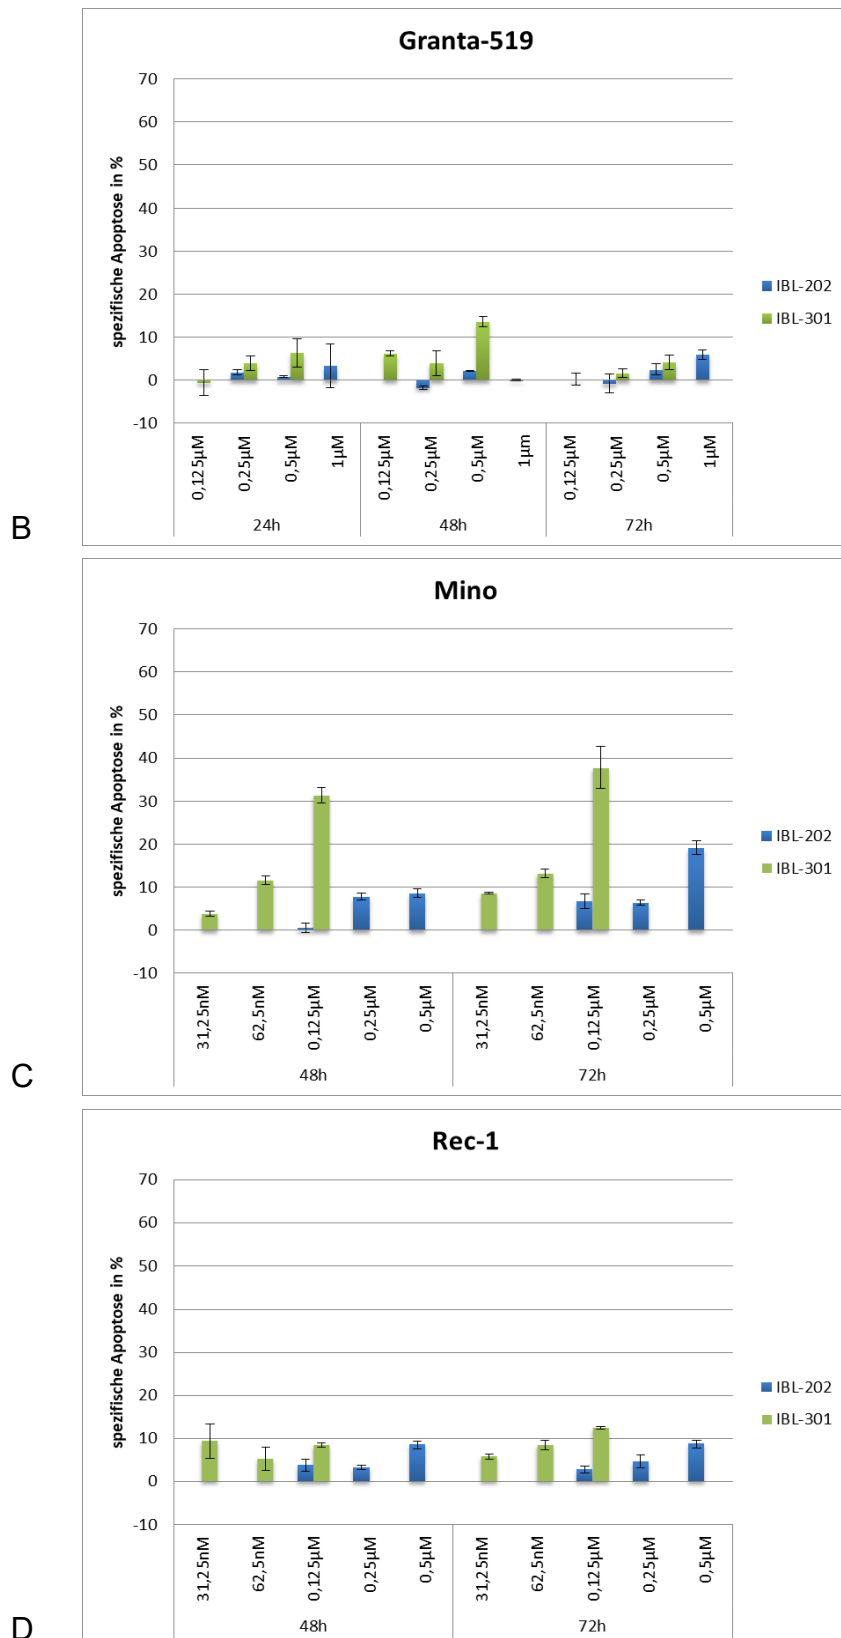 Granta-519
spezifische Apoptose in %
70
60
50
40
30
20
10
0
-10
0,125µM
0,25µM
0,5µM
1µM
0,125µM
0,25µM
0,5µM
1µm
0,125µM
0,25µM
0,5µM
1µM
24h
48h
72h
IBL-202
IBL-301
B
Mino
spezifische Apoptose in %
70
60
50
40
30
20
10
0
-10
31,25nM
62,5nM
0,125µM
0,25µM
0,5µM
31,25nM
62,5nM
0,125µM
0,25µM
0,5µM
48h
72h
IBL-202
IBL-301
C
Rec-1
spezifische Apoptose in %
70
60
50
40
30
20
10
0
-10
31,25nM
62,5nM
0,125µM
0,25µM
0,5µM
31,25nM
62,5nM
0,125µM
0,25µM
0,5µM
48h
72h
IBL-202
IBL-301
D